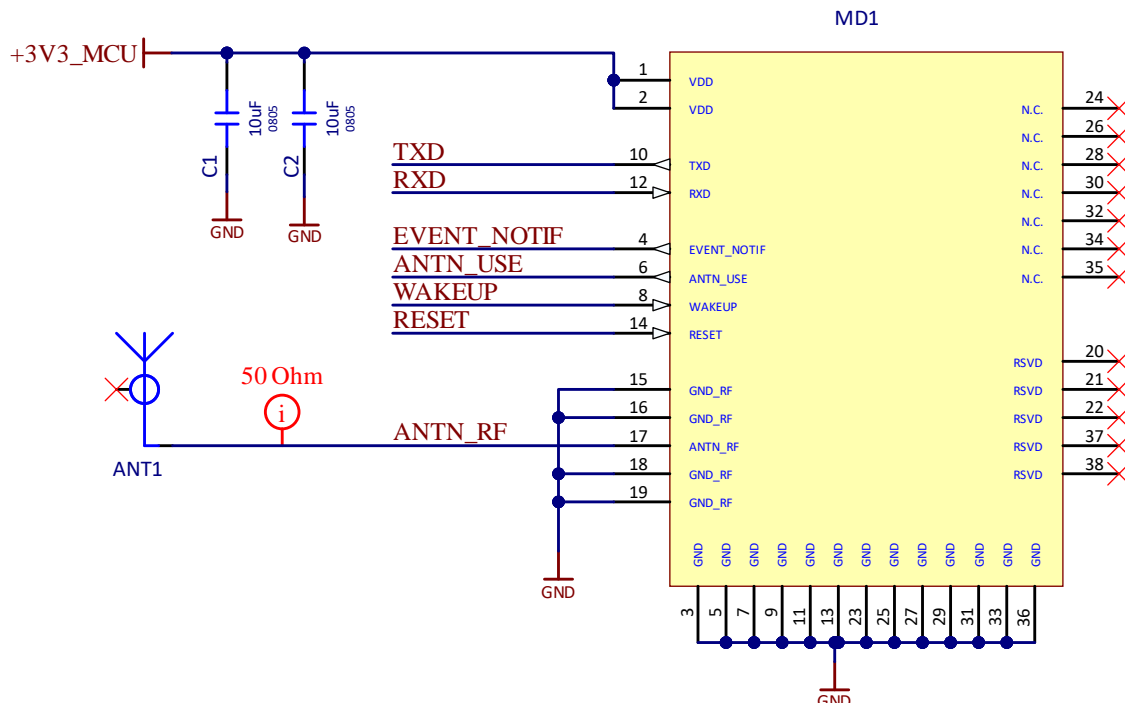 MD1
+3V3_MCU
C1
10uF
0805
C2
10uF
0805
GND
GND
1 VDD
2 VDD
TXD 10 TXD
RXD 12 RXD
EVENT_NOTIF 4 EVENT_NOTIF
ANTN_USE 6 ANTN_USE
WAKEUP 8 WAKEUP
RESET 14 RESET
15 GND_RF
16 GND_RF
50 Ohm
i
ANTN_RF 17 ANTN_RF
ANT1
18 GND_RF
19 GND_RF
GND
N.C. 24
N.C. 26
N.C. 28
N.C. 30
N.C. 32
N.C. 34
N.C. 35
RSVD 20
RSVD 21
RSVD 22
RSVD 37
RSVD 38
GND GND GND GND GND GND GND GND GND GND GND GND GND
3 5 7 9 11 13 23 25 27 29 31 33 36
GND